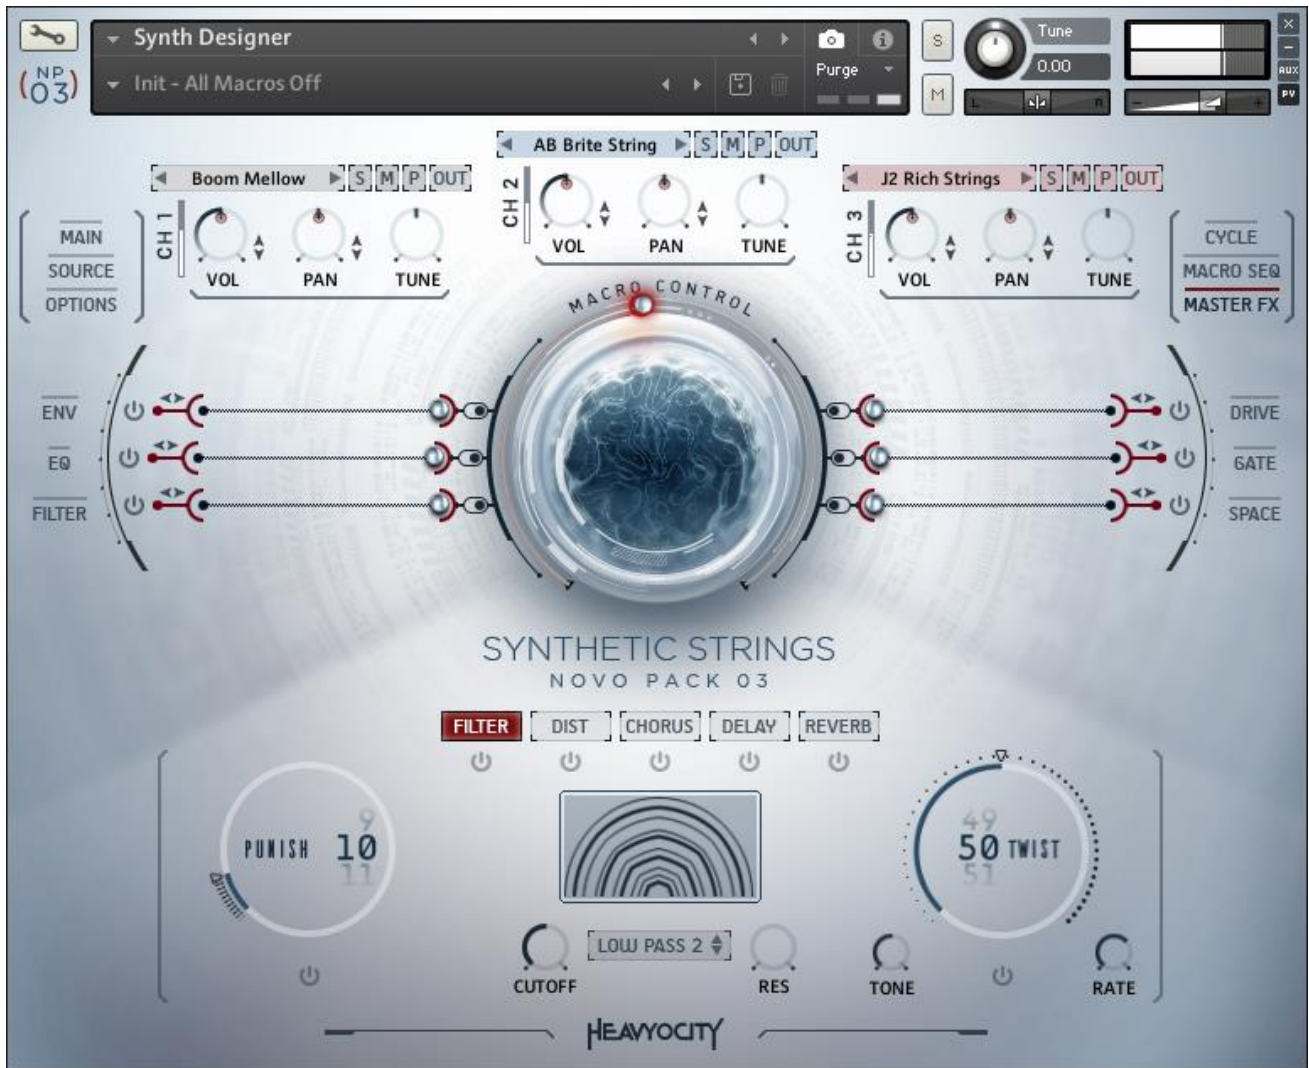 Synth Designer
Init - All Macros Off
Purge
S
M
Tune
0.00
L
R
AUX
PV
NP
03
AB Brite String
S M P OUT
Boom Mellow
S M P OUT
J2 Rich Strings
S M P OUT
CH 1
VOL
PAN
TUNE
CH 2
VOL
PAN
TUNE
CH 3
VOL
PAN
TUNE
MAIN
SOURCE
OPTIONS
CYCLE
MACRO SEQ
MASTER FX
MACRO CONTROL
ENV
EQ
FILTER
DRIVE
GATE
SPACE
SYNTHETIC STRINGS
NOVO PACK 03
FILTER
DIST
CHORUS
DELAY
REVERB
9
PUNISH 10
11
49
50 TWIST
51
LOW PASS 2
CUTOFF
RES
TONE
RATE
HEAVYOCITY